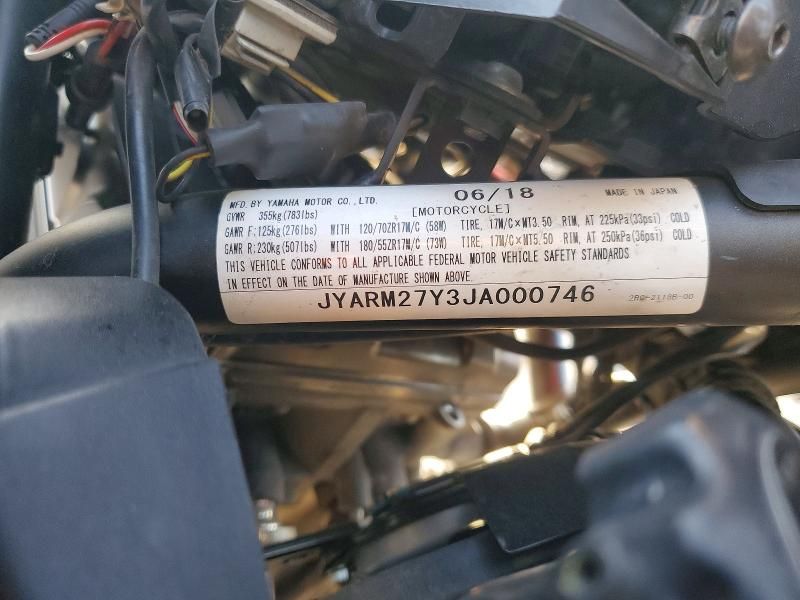 MFD. BY YAMAHA MOTOR CO.,LTD. 06/18 MADE IN JAPAN
GVWR 355kg(783lbs) [MOTORCYCLE]
GAWR F:125kg(276lbs) WITH 120/70ZR17M/C (58W) TIRE, 17M/C×MT3.50 RIM, AT 225kPa(33psi) COLD
GAWR R:230kg(507lbs) WITH 180/55ZR17M/C (73W) TIRE, 17M/C×MT5.50 RIM, AT 250kPa(36psi) COLD
THIS VEHICLE CONFORMS TO ALL APPLICABLE FEDERAL MOTOR VEHICLE SAFETY STANDARDS
IN EFFECT ON THE DATE OF MANUFACTURE SHOWN ABOVE.
JYARM27Y3JA000746